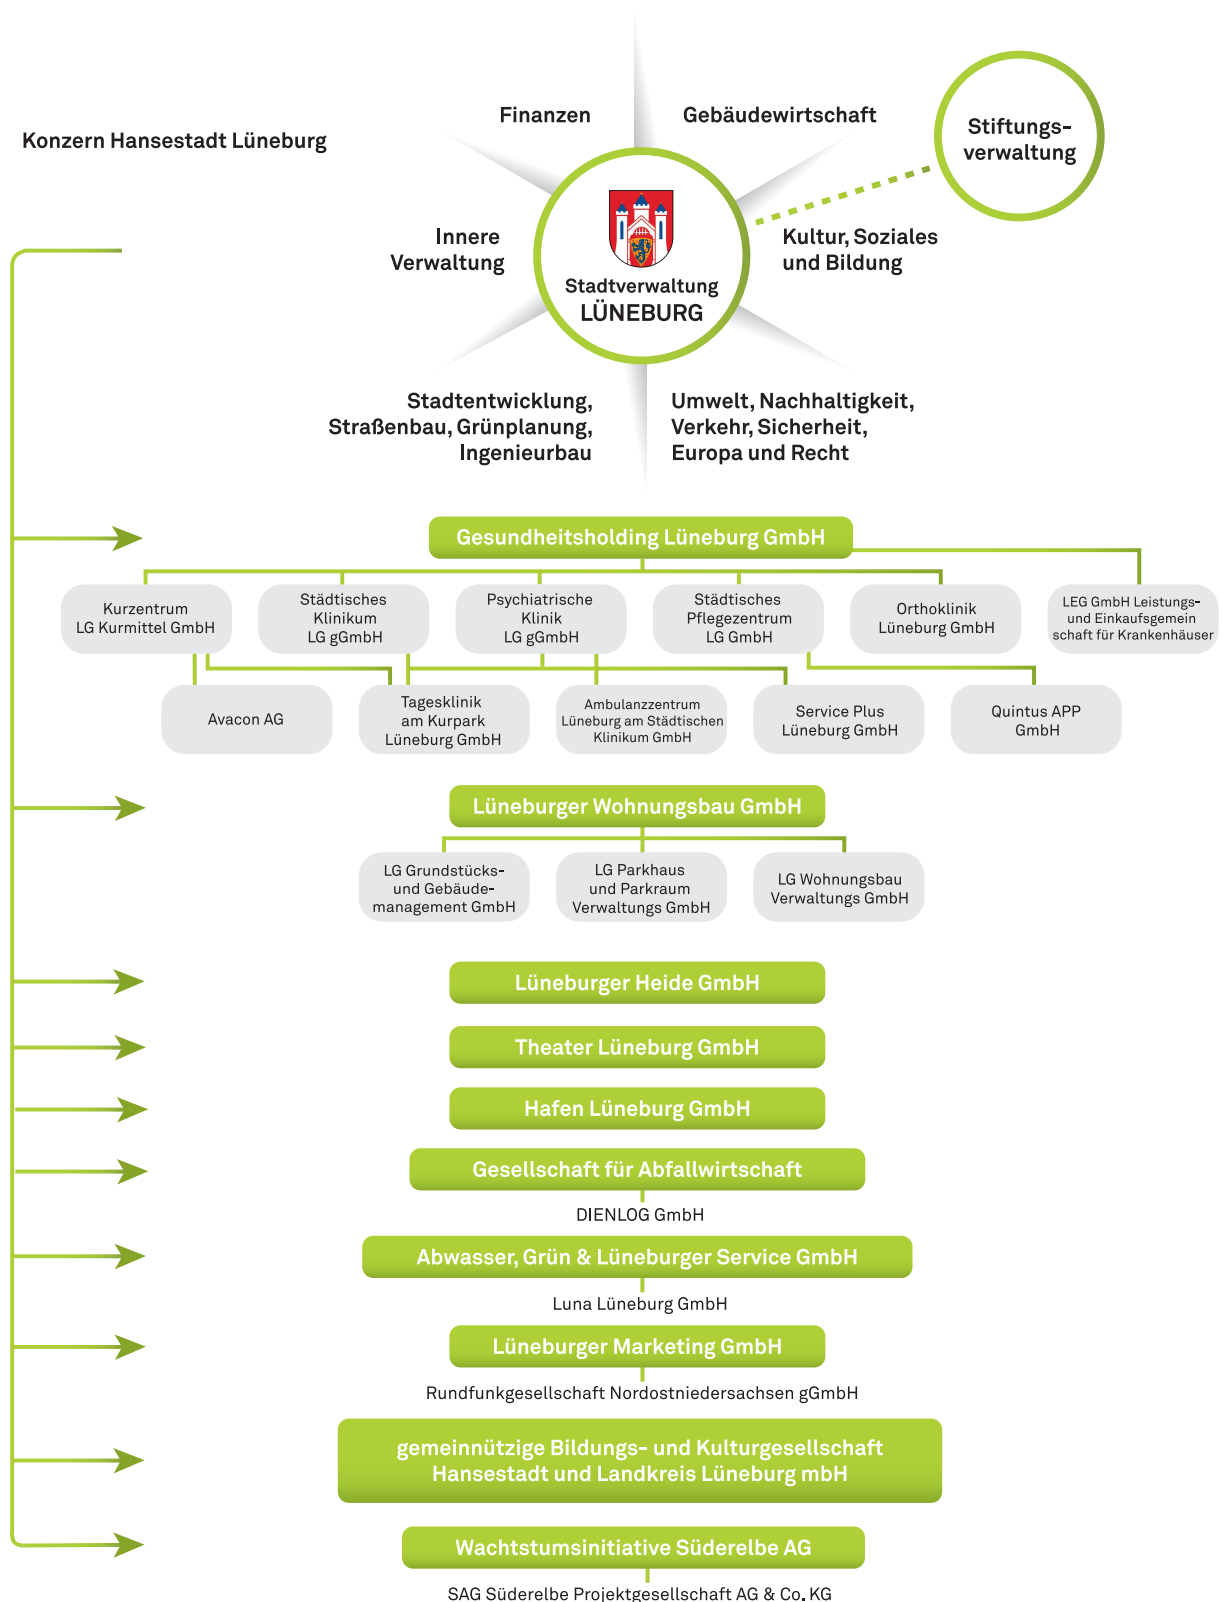 Konzern Hansestadt Lüneburg
Finanzen
Gebäudewirtschaft
Stiftungs-
verwaltung
Innere
Verwaltung
Kultur, Soziales
und Bildung
Stadtverwaltung
LÜNEBURG
Stadtentwicklung,
Straßenbau, Grünplanung,
Ingenieurbau
Umwelt, Nachhaltigkeit,
Verkehr, Sicherheit,
Europa und Recht
Gesundheitsholding Lüneburg GmbH
Kurzentrum
LG Kurmittel GmbH
Städtisches
Klinikum
LG gGmbH
Psychiatrische
Klinik
LG gGmbH
Städtisches
Pflegezentrum
LG GmbH
Orthoklinik
Lüneburg GmbH
LEG GmbH Leistungs-
und Einkaufsgemein
schaft für Krankenhäuser
Avacon AG
Tagesklinik
am Kurpark
Lüneburg GmbH
Ambulanzzentrum
Lüneburg am Städtischen
Klinikum GmbH
Service Plus
Lüneburg GmbH
Quintus APP
GmbH
Lüneburger Wohnungsbau GmbH
LG Grundstücks-
und Gebäude-
management GmbH
LG Parkhaus
und Parkraum
Verwaltungs GmbH
LG Wohnungsbau
Verwaltungs GmbH
Lüneburger Heide GmbH
Theater Lüneburg GmbH
Hafen Lüneburg GmbH
Gesellschaft für Abfallwirtschaft
DIENLOG GmbH
Abwasser, Grün & Lüneburger Service GmbH
Luna Lüneburg GmbH
Lüneburger Marketing GmbH
Rundfunkgesellschaft Nordostniedersachsen gGmbH
gemeinnützige Bildungs- und Kulturgesellschaft
Hansestadt und Landkreis Lüneburg mbH
Wachtstumsinitiative Süderelbe AG
SAG Süderelbe Projektgesellschaft AG & Co. KG